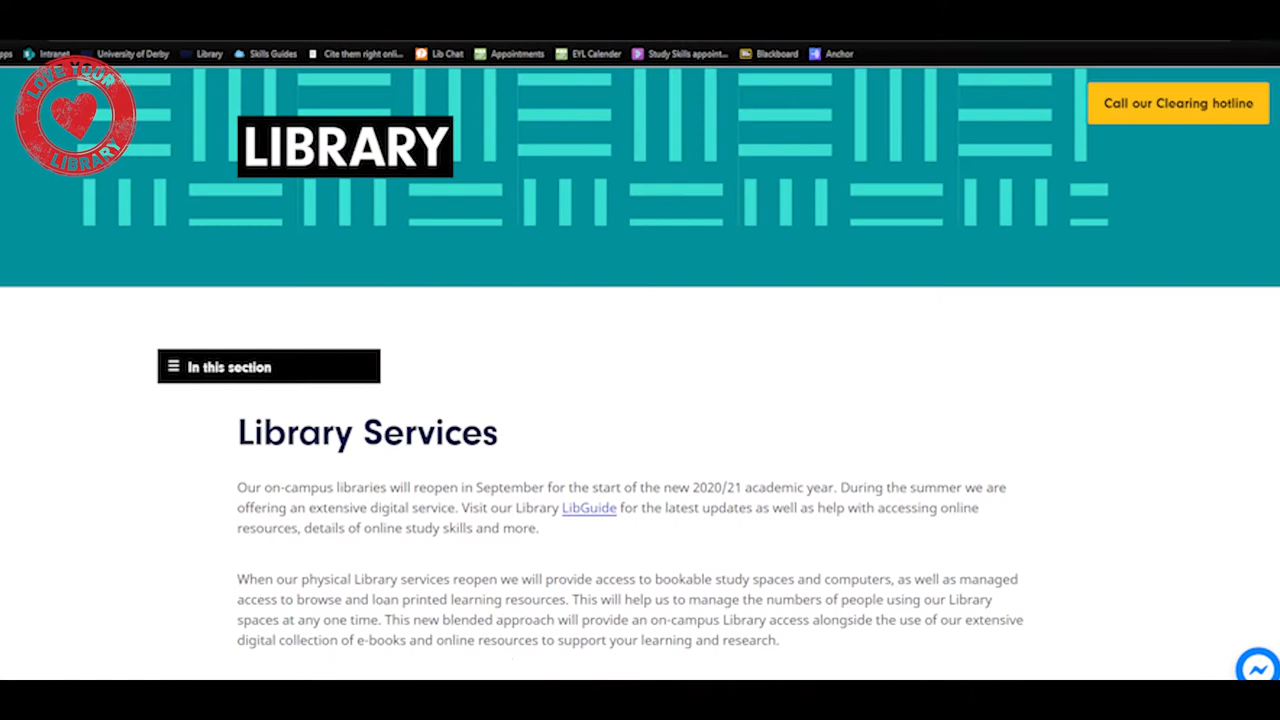 pps Intranet University of Derby Library Skills Guides Cite them right onli... Lib Chat Appointments EYL Calender Study Skills appoint... Blackboard Anchor
LOVE YOUR
LIBRARY
Call our Clearing hotline
LIBRARY
In this section
Library Services
Our on-campus libraries will reopen in September for the start of the new 2020/21 academic year. During the summer we are
offering an extensive digital service. Visit our Library LibGuide for the latest updates as well as help with accessing online
resources, details of online study skills and more.
When our physical Library services reopen we will provide access to bookable study spaces and computers, as well as managed
access to browse and loan printed learning resources. This will help us to manage the numbers of people using our Library
spaces at any one time. This new blended approach will provide an on-campus Library access alongside the use of our extensive
digital collection of e-books and online resources to support your learning and research.